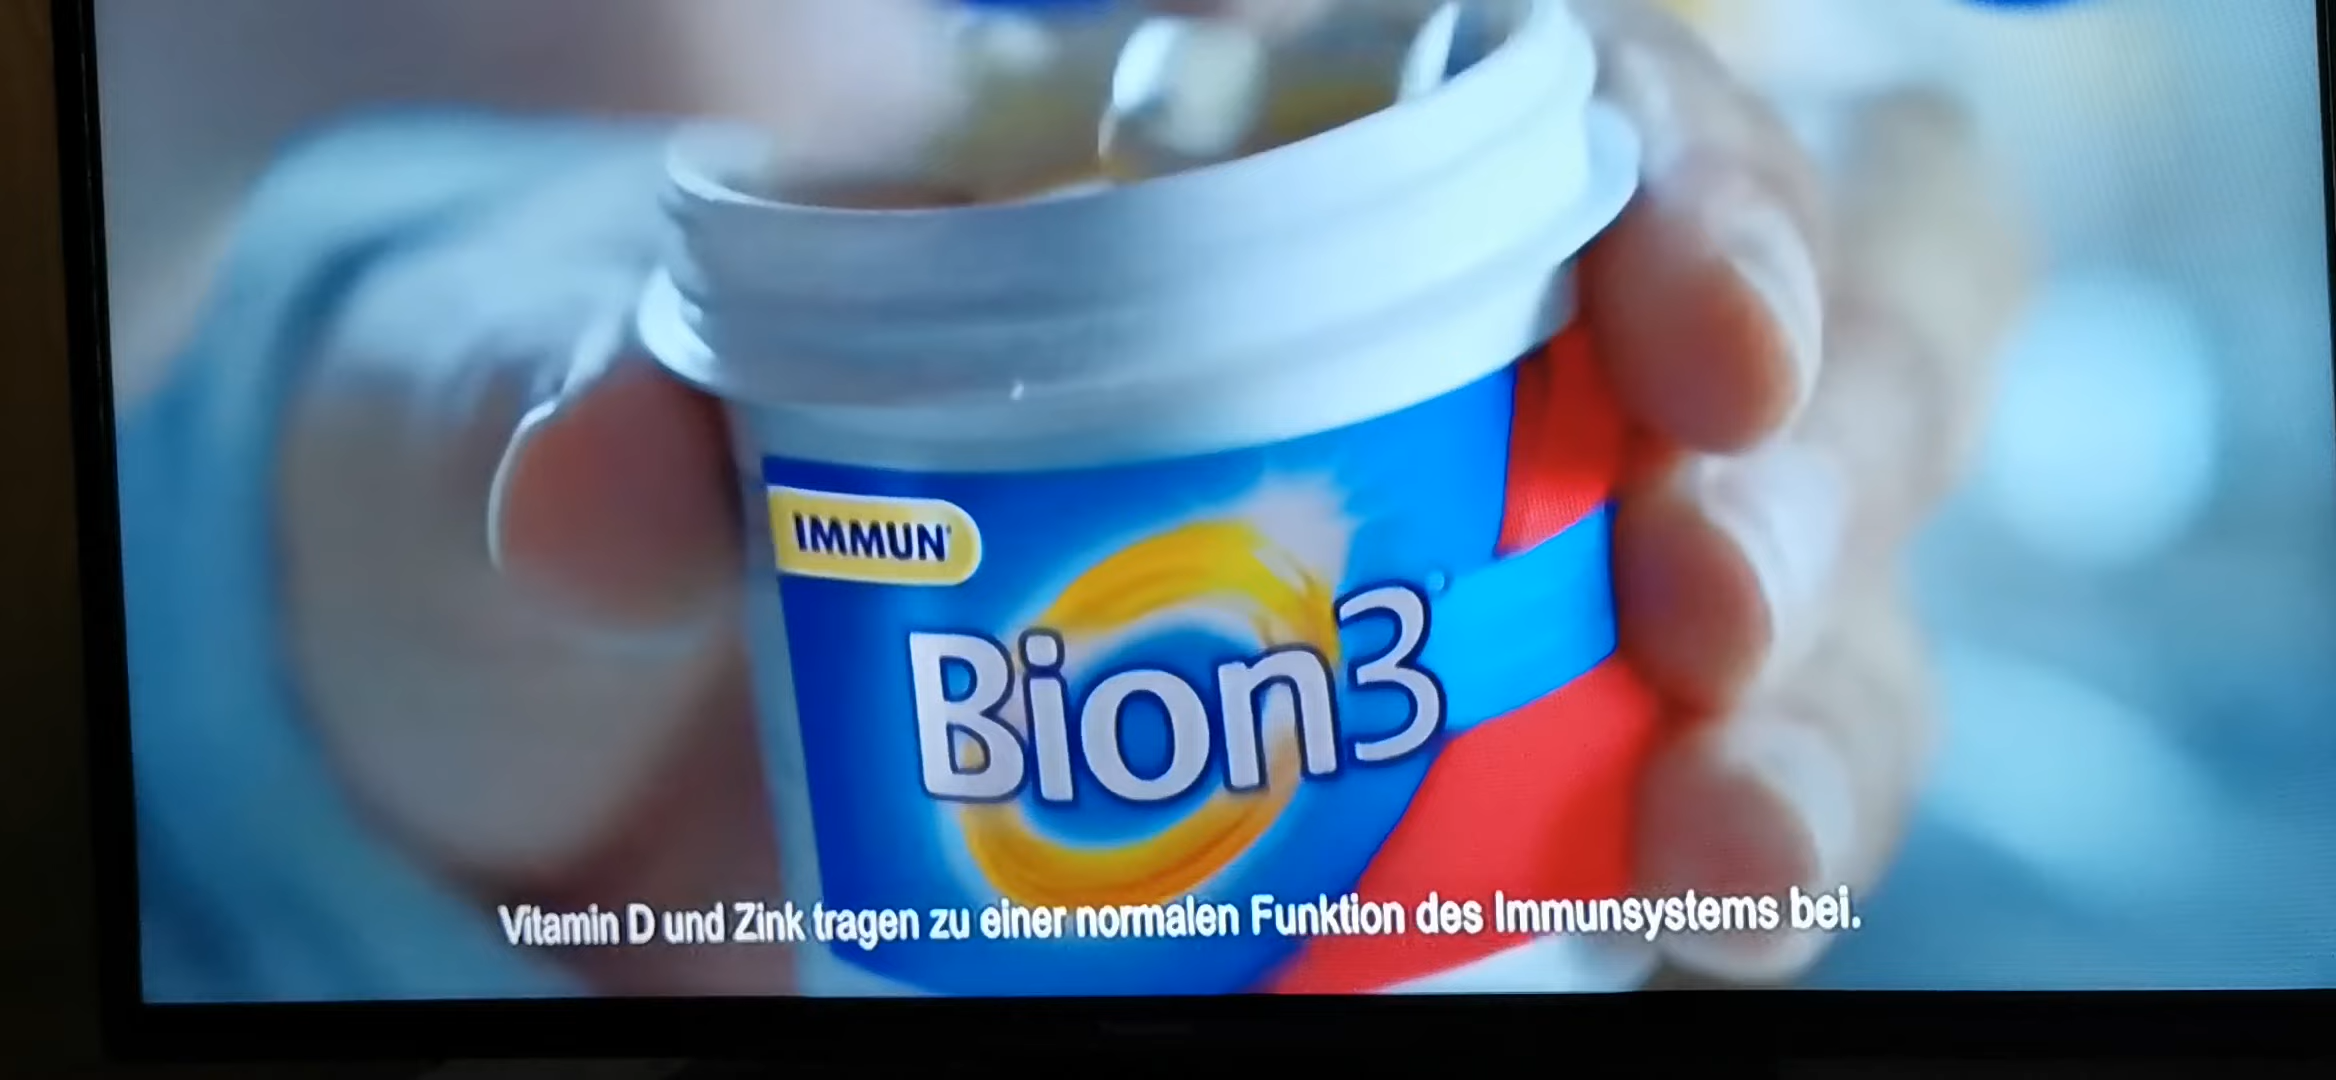 IMMUN
Bion3
Vitamin D und Zink tragen zu einer normalen Funktion des Immunsystems bei.